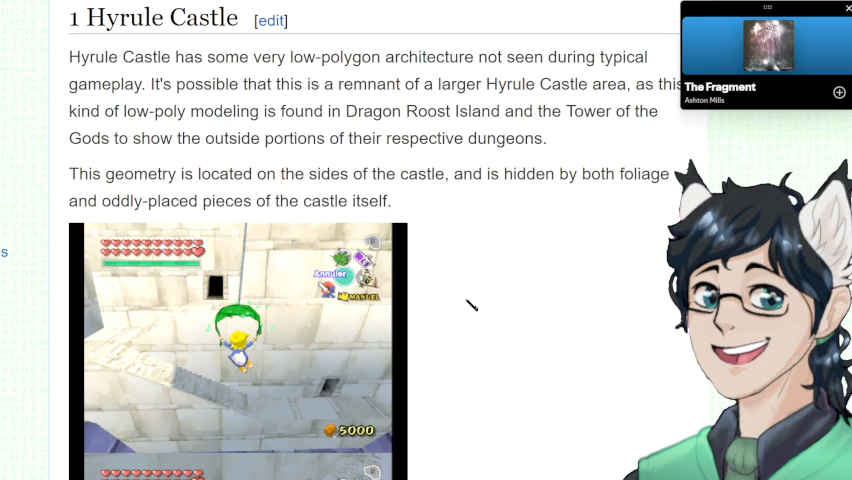 1 Hyrule Castle [edit]
Hyrule Castle has some very low-polygon architecture not seen during typical
gameplay. It's possible that this is a remnant of a larger Hyrule Castle area, as this
kind of low-poly modeling is found in Dragon Roost Island and the Tower of the
Gods to show the outside portions of their respective dungeons.
This geometry is located on the sides of the castle, and is hidden by both foliage
and oddly-placed pieces of the castle itself.
s
R
Annuler
MANUEL
5000
R
The Fragment
Ashton Mills